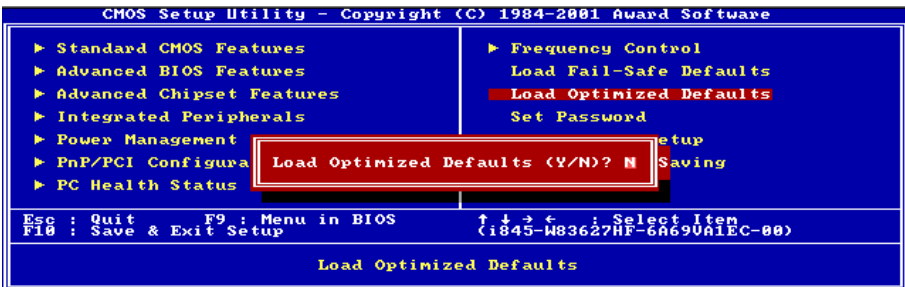 CMOS Setup Utility - Copyright (C) 1984-2001 Award Software
▶ Standard CMOS Features
▶ Advanced BIOS Features
▶ Advanced Chipset Features
▶ Integrated Peripherals
▶ Power Management
▶ PnP/PCI Configura
▶ PC Health Status
▶ Frequency Control
Load Fail-Safe Defaults
Load Optimized Defaults
Set Password
etup
Saving
Load Optimized Defaults (Y/N)? N
Esc : Quit F9 : Menu in BIOS ↑ ↓ → ← : Select Item
F10 : Save & Exit Setup (i845-W83627HF-6A69VA1EC-00)
Load Optimized Defaults